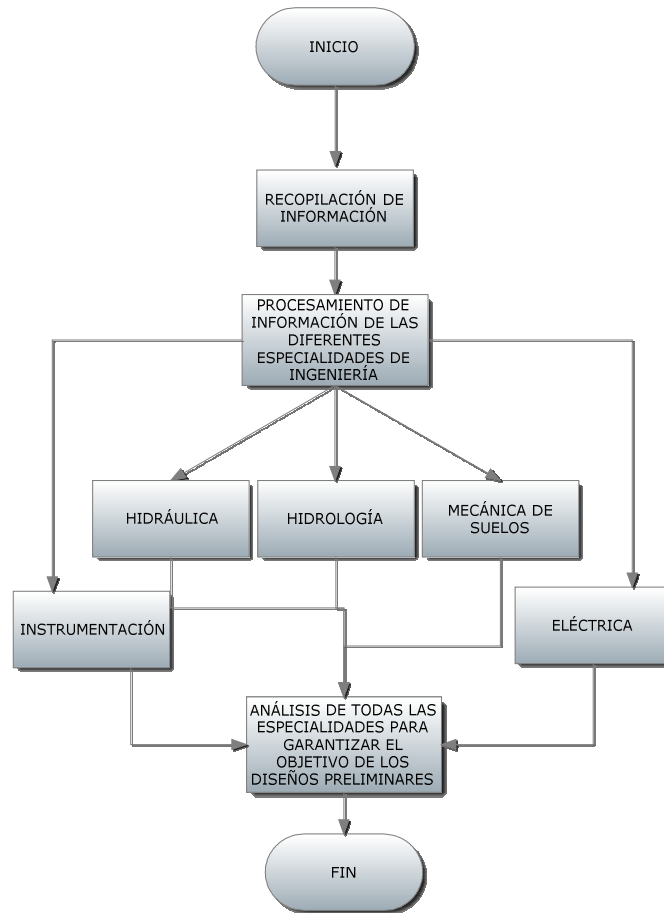 INICIO
RECOPILACIÓN DE
INFORMACIÓN
PROCESAMIENTO DE
INFORMACIÓN DE LAS
DIFERENTES
ESPECIALIDADES DE
INGENIERÍA
HIDRÁULICA
HIDROLOGÍA
MECÁNICA DE
SUELOS
INSTRUMENTACIÓN
ELÉCTRICA
ANÁLISIS DE TODAS LAS
ESPECIALIDADES PARA
GARANTIZAR EL
OBJETIVO DE LOS
DISEÑOS PRELIMINARES
FIN